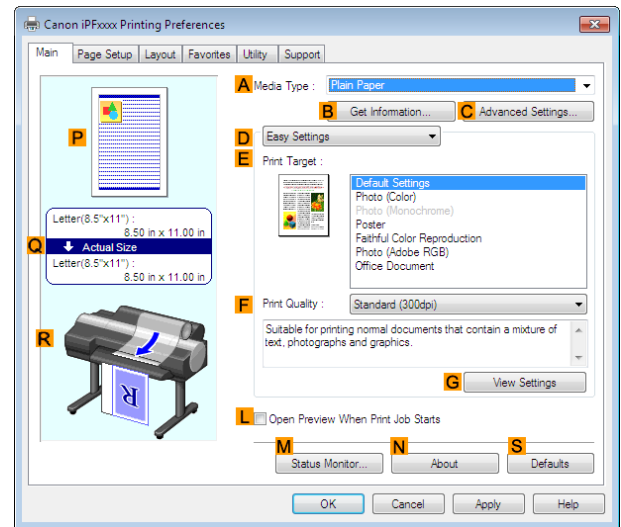 Canon iPFxxxx Printing Preferences
Main Page Setup Layout Favorites Utility Support
A Media Type : Plain Paper
B Get Information... C Advanced Settings...
D Easy Settings
E Print Target :
Default Settings
Photo (Color)
Photo (Monochrome)
Poster
Faithful Color Reproduction
Photo (Adobe RGB)
Office Document
P
Letter(8.5"x11") :
8.50 in x 11.00 in
Q Actual Size
Letter(8.5"x11") :
8.50 in x 11.00 in
R
R
F Print Quality : Standard (300dpi)
Suitable for printing normal documents that contain a mixture of
text, photographs and graphics.
G View Settings
L Open Preview When Print Job Starts
M Status Monitor... N About S Defaults
OK Cancel Apply Help